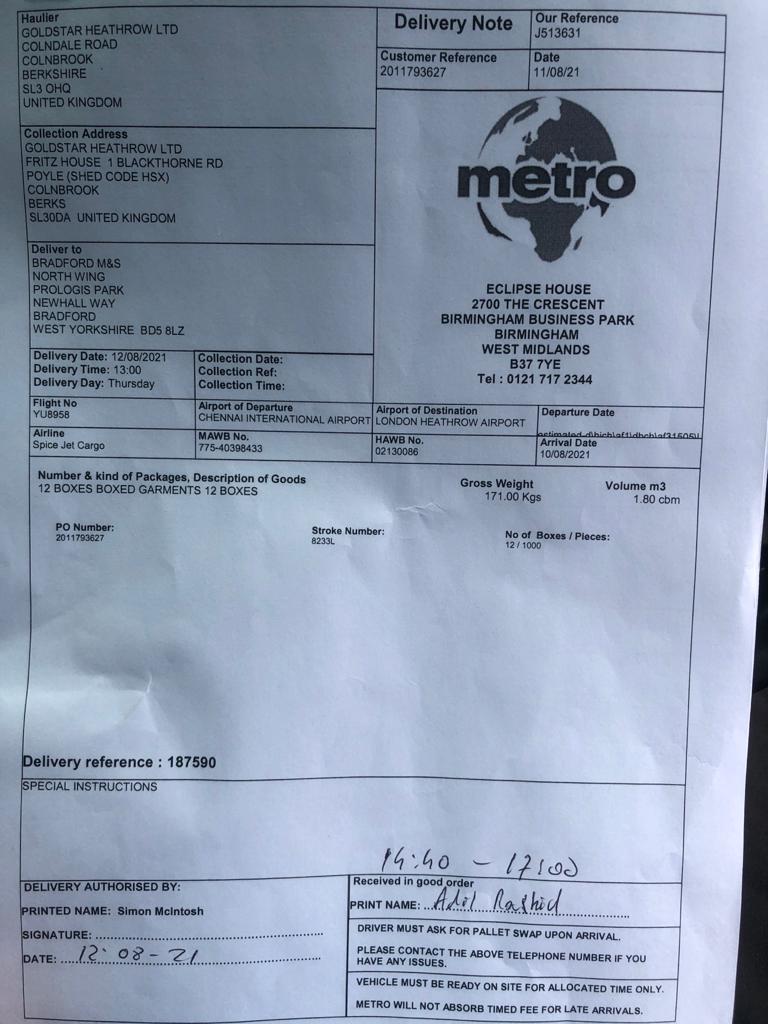 Haulier
GOLDSTAR HEATHROW LTD
COLNDALE ROAD
COLNBROOK
BERKSHIRE
SL3 OHQ
UNITED KINGDOM
Delivery Note
Our Reference
J513631
Customer Reference
2011793627
Date
11/08/21
Collection Address
GOLDSTAR HEATHROW LTD
FRITZ HOUSE 1 BLACKTHORNE RD
POYLE (SHED CODE HSX)
COLNBROOK
BERKS
SL30DA UNITED KINGDOM
metro
Deliver to
BRADFORD M&S
NORTH WING
PROLOGIS PARK
NEWHALL WAY
BRADFORD
WEST YORKSHIRE BD5 8LZ
ECLIPSE HOUSE
2700 THE CRESCENT
BIRMINGHAM BUSINESS PARK
BIRMINGHAM
WEST MIDLANDS
B37 7YE
Tel : 0121 717 2344
Delivery Date: 12/08/2021
Delivery Time: 13:00
Delivery Day: Thursday
Collection Date:
Collection Ref:
Collection Time:
Flight No
YU8958
Airport of Departure
CHENNAI INTERNATIONAL AIRPORT
Airport of Destination
LONDON HEATHROW AIRPORT
Departure Date
Airline
Spice Jet Cargo
MAWB No.
775-40398433
HAWB No.
02130086
Arrival Date
10/08/2021
Number & kind of Packages, Description of Goods
12 BOXES BOXED GARMENTS 12 BOXES
Gross Weight
171.00 Kgs
Volume m3
1.80 cbm
PO Number:
2011793627
Stroke Number:
8233L
No of Boxes / Pieces:
12 / 1000
Delivery reference : 187590
SPECIAL INSTRUCTIONS
14:40 - 17:00
DELIVERY AUTHORISED BY:
PRINTED NAME: Simon McIntosh
SIGNATURE:
DATE: 12-08-21
Received in good order
PRINT NAME: Adil Rashid
DRIVER MUST ASK FOR PALLET SWAP UPON ARRIVAL.
PLEASE CONTACT THE ABOVE TELEPHONE NUMBER IF YOU
HAVE ANY ISSUES.
VEHICLE MUST BE READY ON SITE FOR ALLOCATED TIME ONLY.
METRO WILL NOT ABSORB TIMED FEE FOR LATE ARRIVALS.